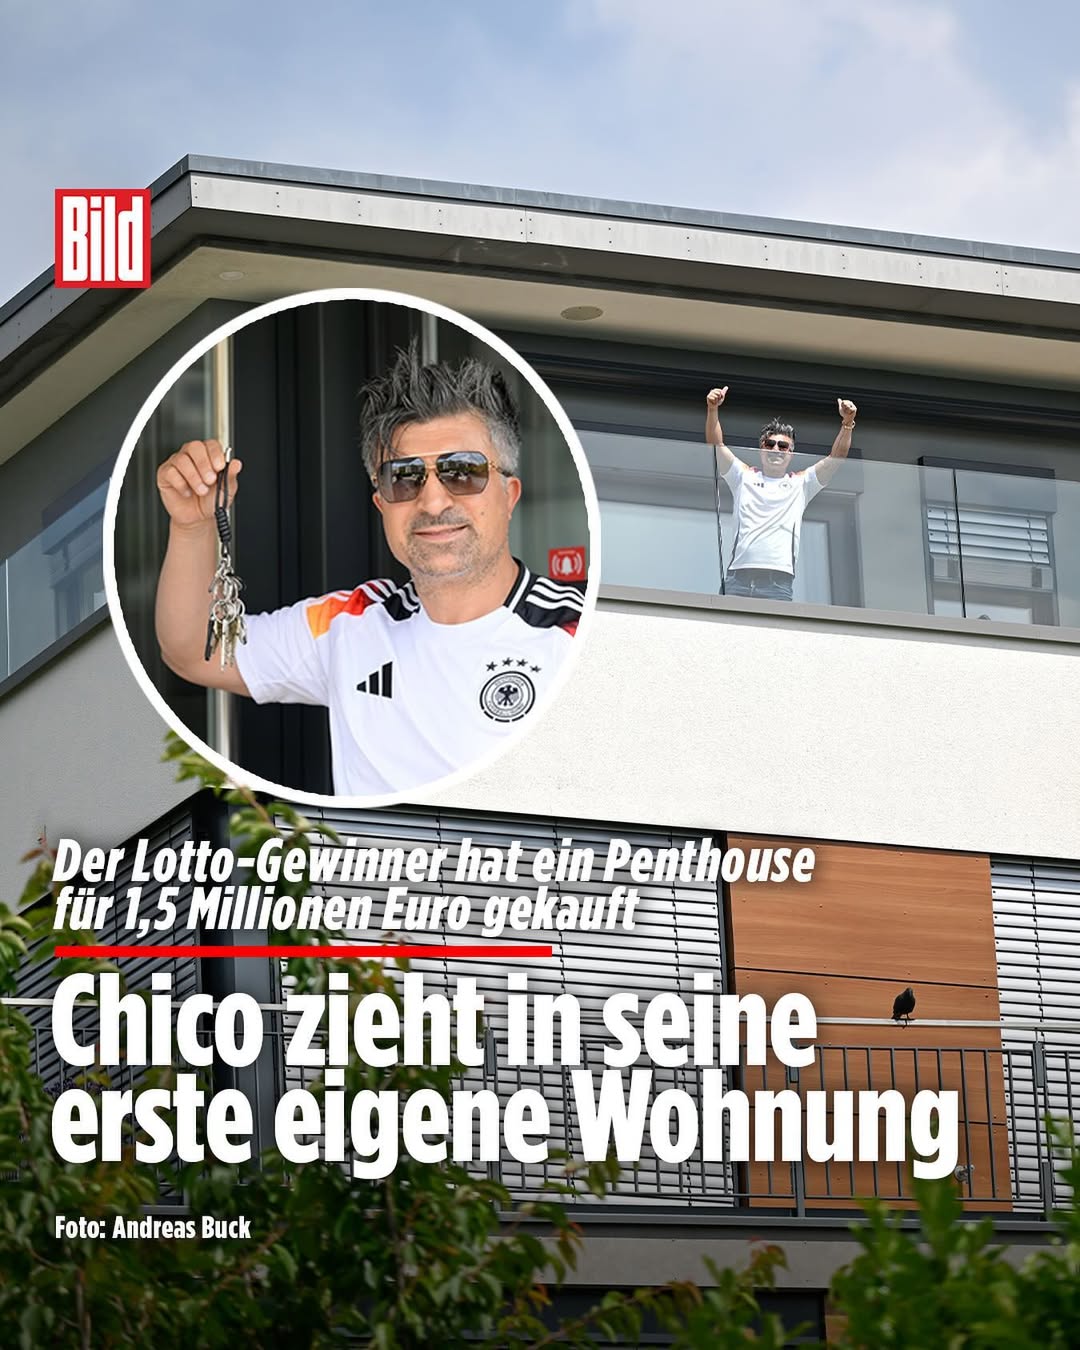 Bild
Der Lotto-Gewinner hat ein Penthouse
für 1,5 Millionen Euro gekauft
Chico zieht in seine
erste eigene Wohnung
Foto: Andreas Buck